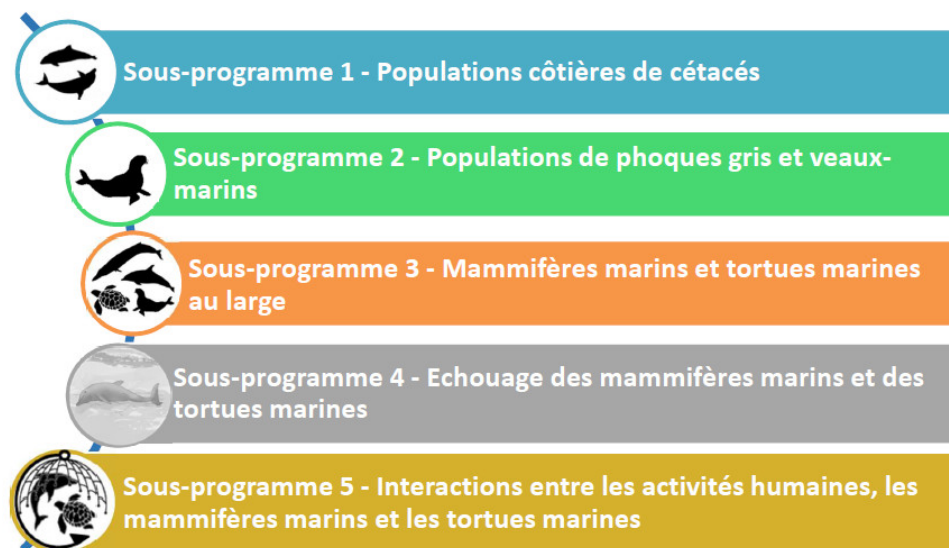 Sous-programme 1 - Populations côtières de cétacés
Sous-programme 2 - Populations de phoques gris et veaux-
marins
Sous-programme 3 - Mammifères marins et tortues marines
au large
Sous-programme 4 - Echouage des mammifères marins et des
tortues marines
Sous-programme 5 - Interactions entre les activités humaines, les
mammifères marins et les tortues marines